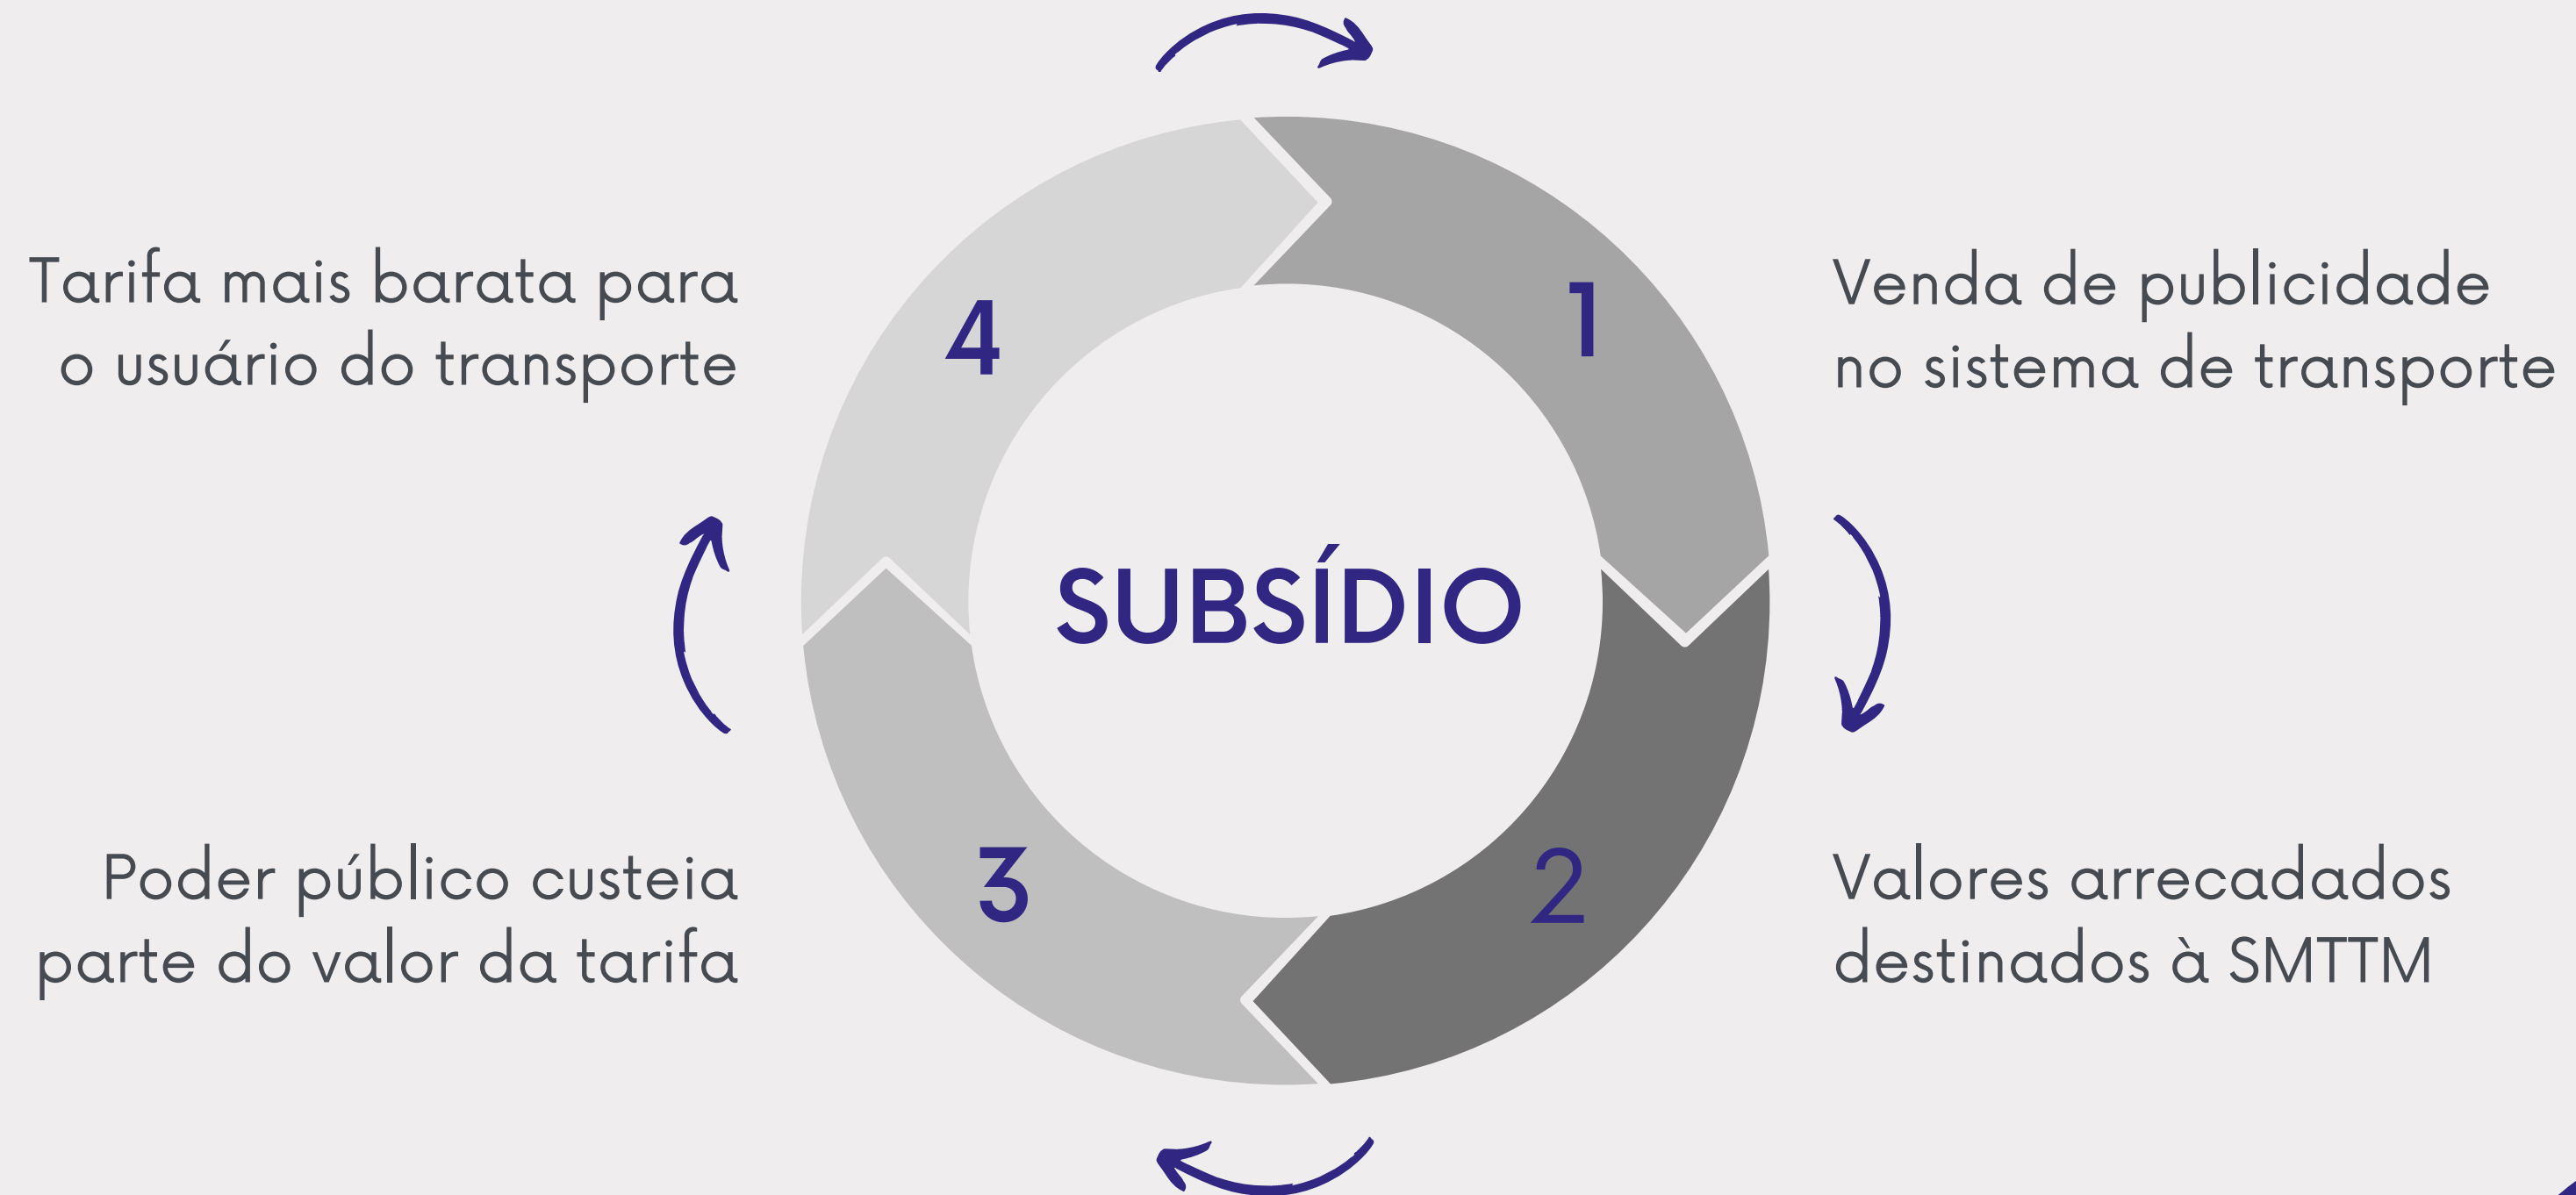 Tarifa mais barata para
o usuário do transporte
4
1
Venda de publicidade
no sistema de transporte
SUBSÍDIO
Poder público custeia
parte do valor da tarifa
3
2
Valores arrecadados
destinados à SMTTM